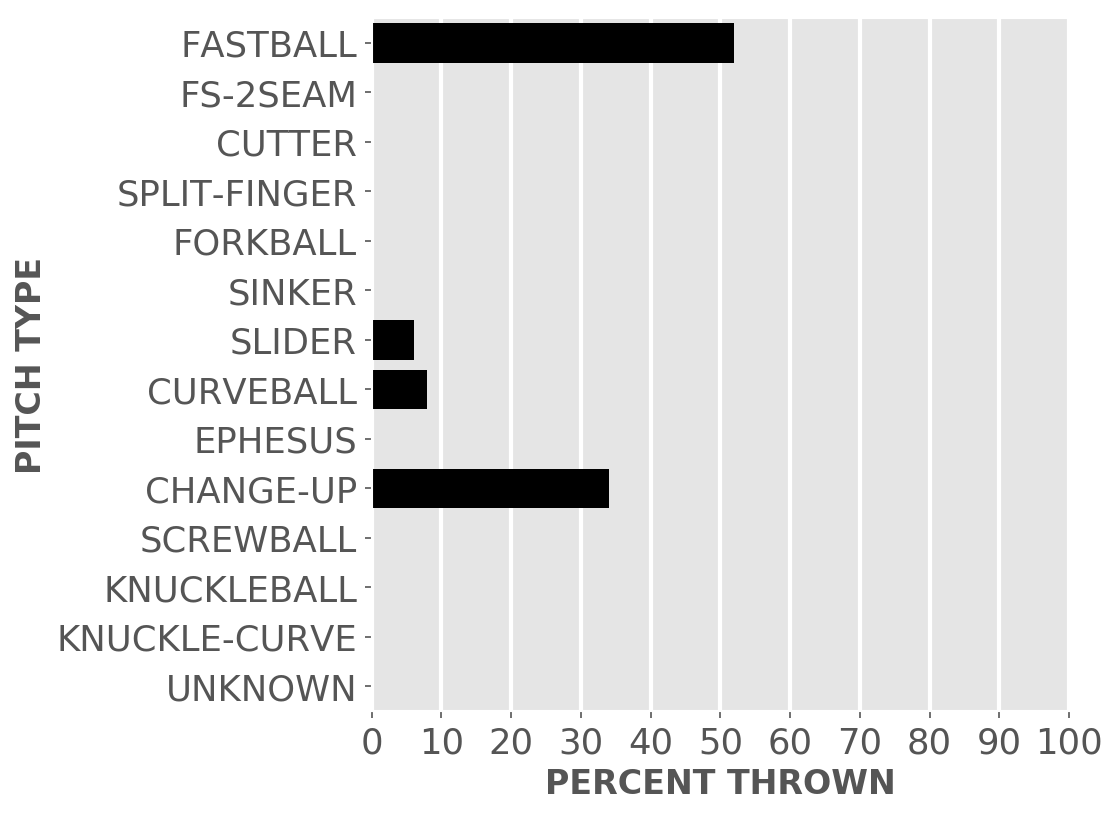 FASTBALL
FS-2SEAM
CUTTER
SPLIT-FINGER
FORKBALL
SINKER
SLIDER
CURVEBALL
EPHESUS
CHANGE-UP
SCREWBALL
KNUCKLEBALL
KNUCKLE-CURVE
UNKNOWN
PITCH TYPE
0 10 20 30 40 50 60 70 80 90 100
PERCENT THROWN